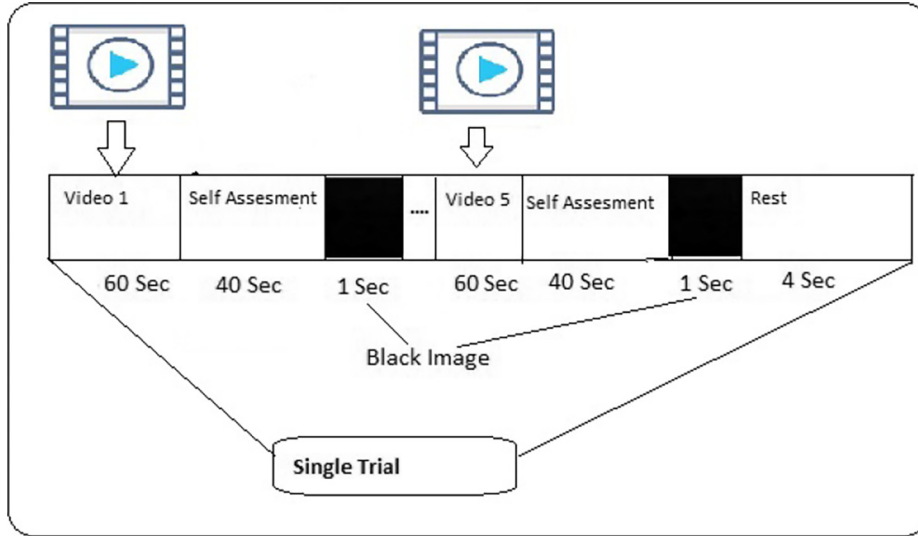 Video 1 Self Assesment .... Video 5 Self Assesment Rest
60 Sec 40 Sec 1 Sec 60 Sec 40 Sec 1 Sec 4 Sec
Black Image
Single Trial